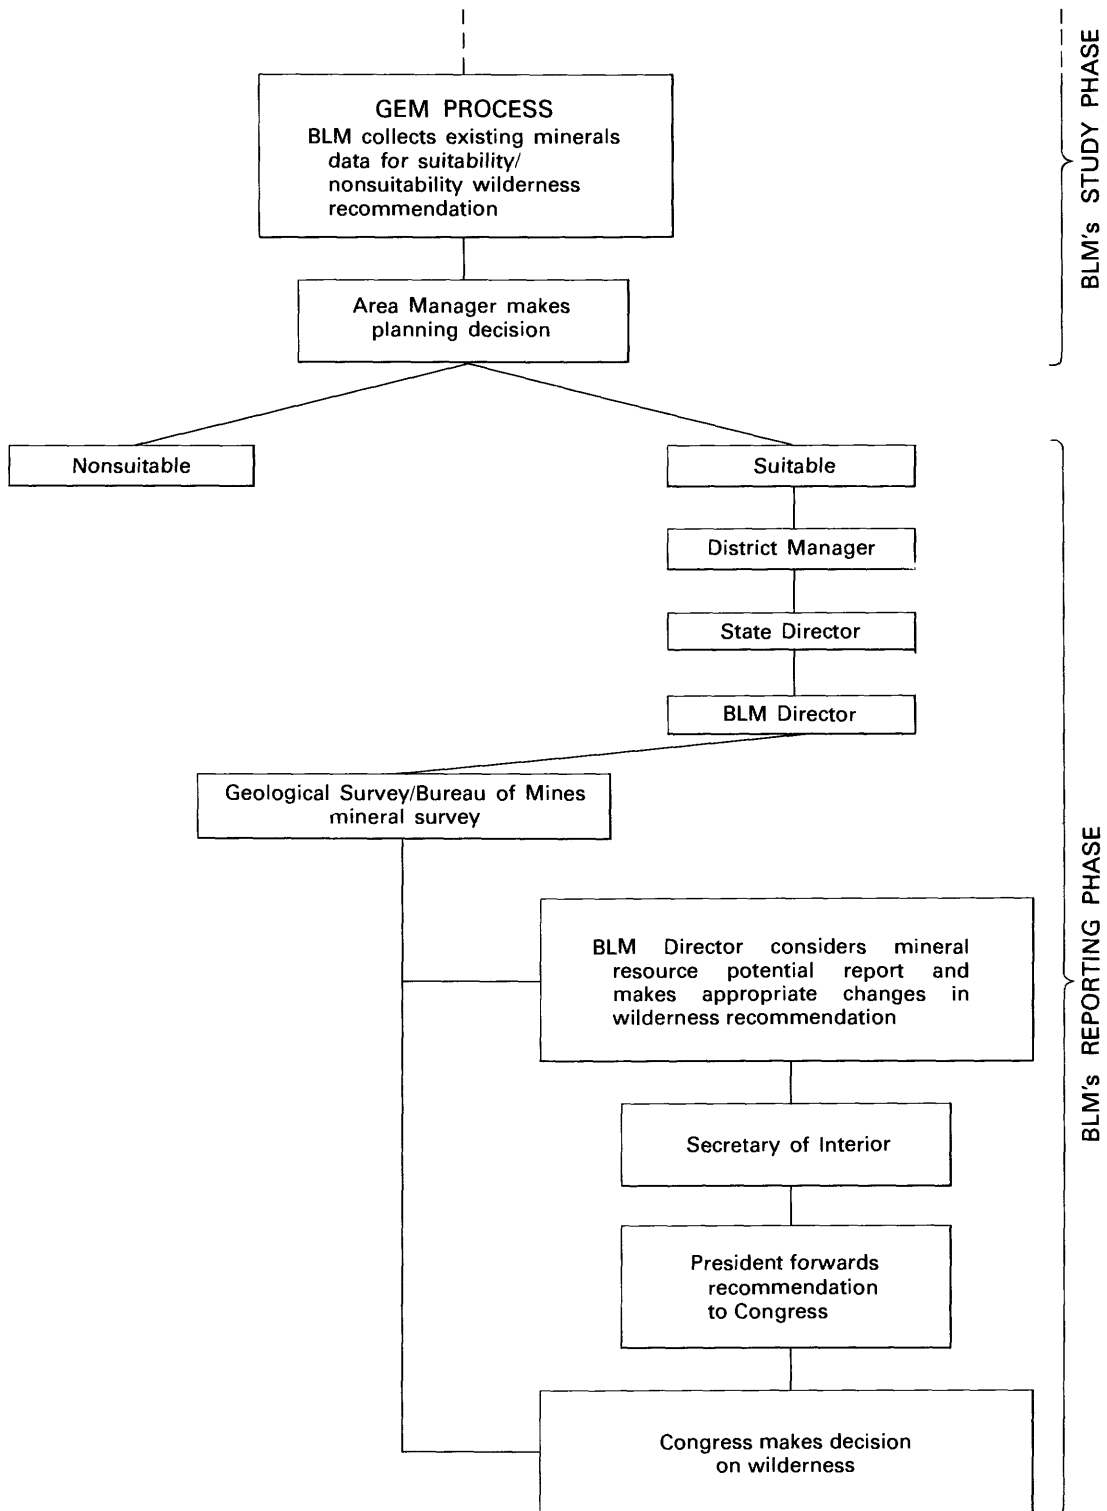 GEM PROCESS
BLM collects existing minerals
data for suitability/
nonsuitability wilderness
recommendation
Area Manager makes
planning decision
BLM's STUDY PHASE
Nonsuitable
Suitable
District Manager
State Director
BLM Director
Geological Survey/Bureau of Mines
mineral survey
BLM Director considers mineral
resource potential report and
makes appropriate changes in
wilderness recommendation
Secretary of Interior
President forwards
recommendation
to Congress
Congress makes decision
on wilderness
BLM's REPORTING PHASE